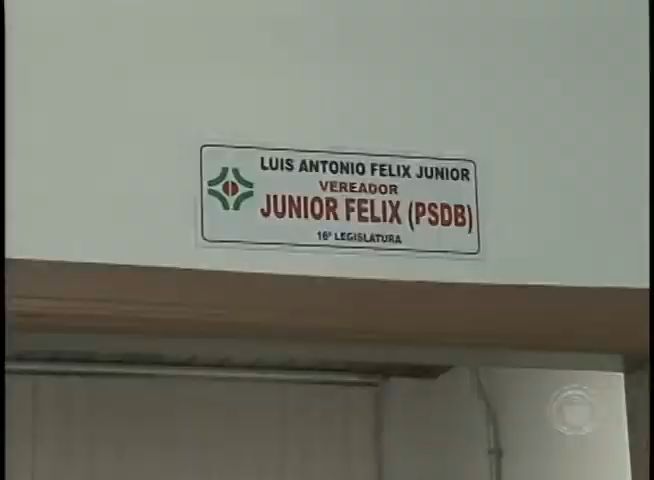 LUIS ANTONIO FELIX JUNIOR
VEREADOR
JUNIOR FELIX (PSDB)
16ª LEGISLATURA